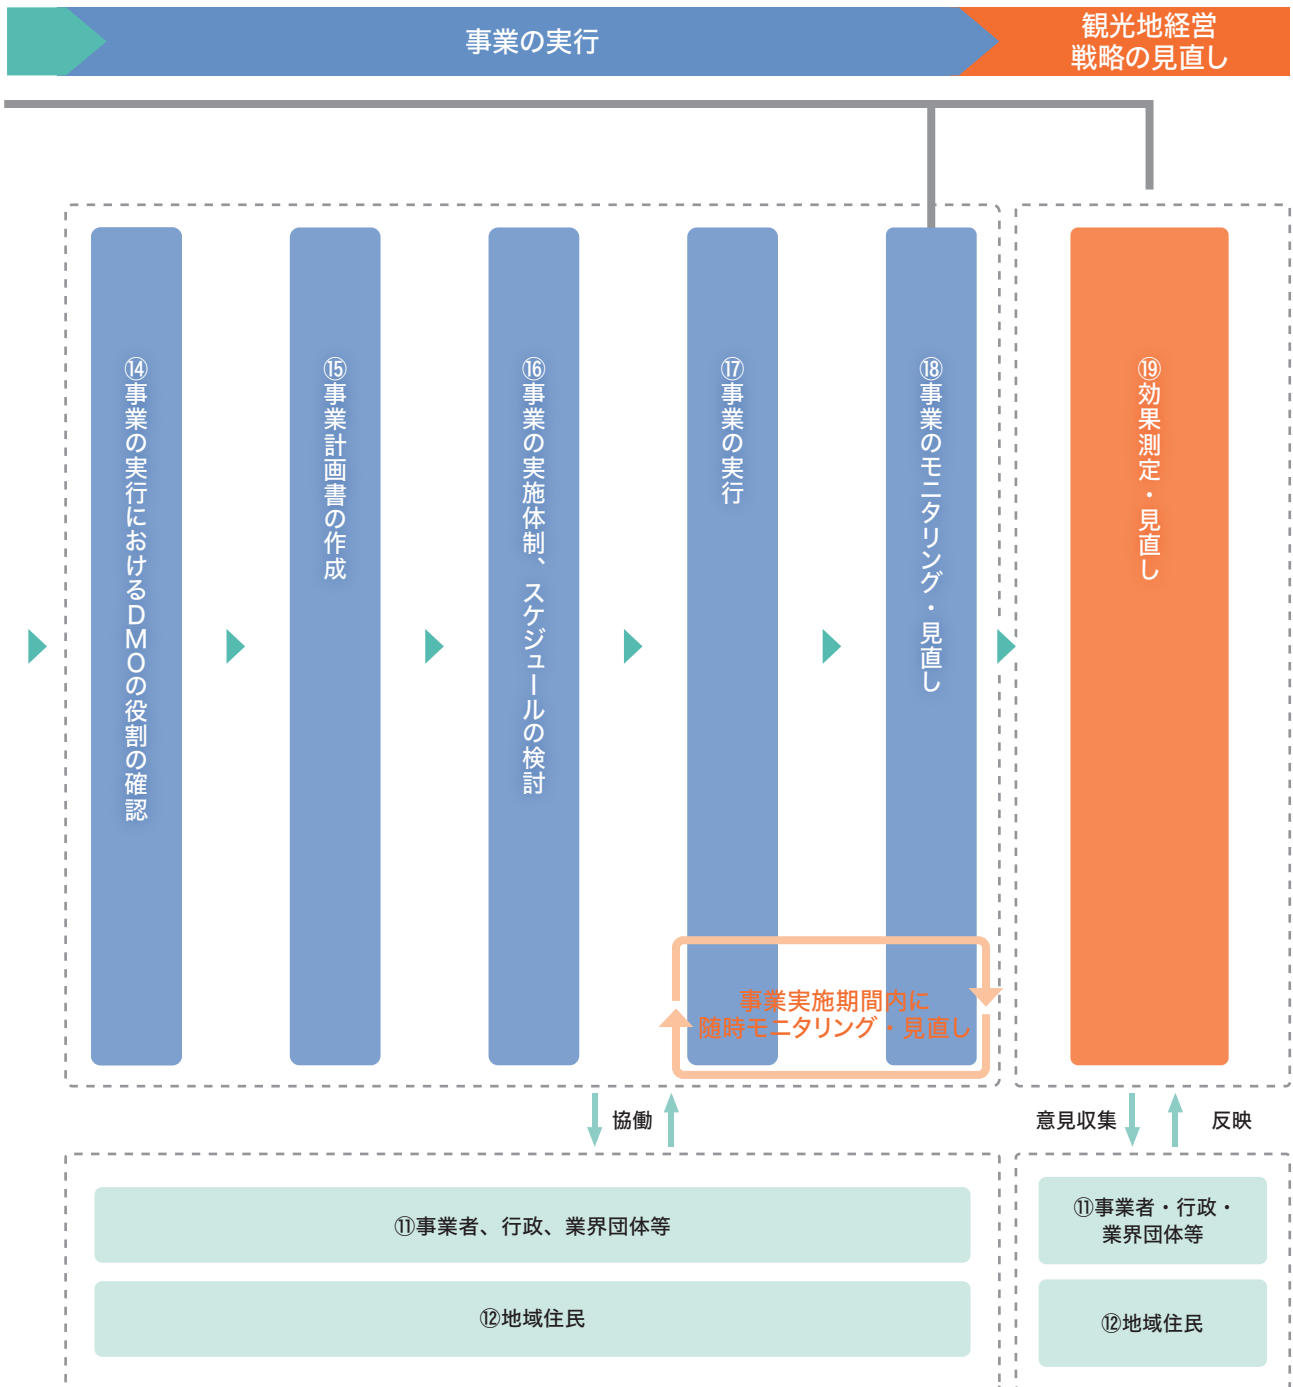 事業の実行
観光地経営
戦略の見直し
⑭事業の実行におけるDMOの役割の確認
⑮事業計画書の作成
⑯事業の実施体制、スケジュールの検討
⑰事業の実行
⑱事業のモニタリング・見直し
⑲効果測定・見直し
事業実施期間内に
随時モニタリング・見直し
協働
意見収集
反映
⑪事業者、行政、業界団体等
⑫地域住民
⑪事業者・行政・
業界団体等
⑫地域住民